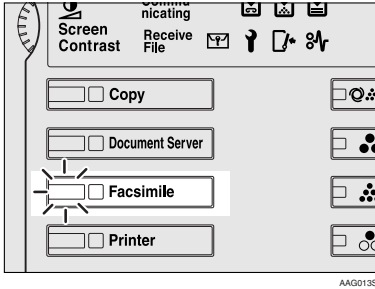 Commu
nicating
Screen
Contrast
Receive
File
Copy
Document Server
Facsimile
Printer
AAG013S